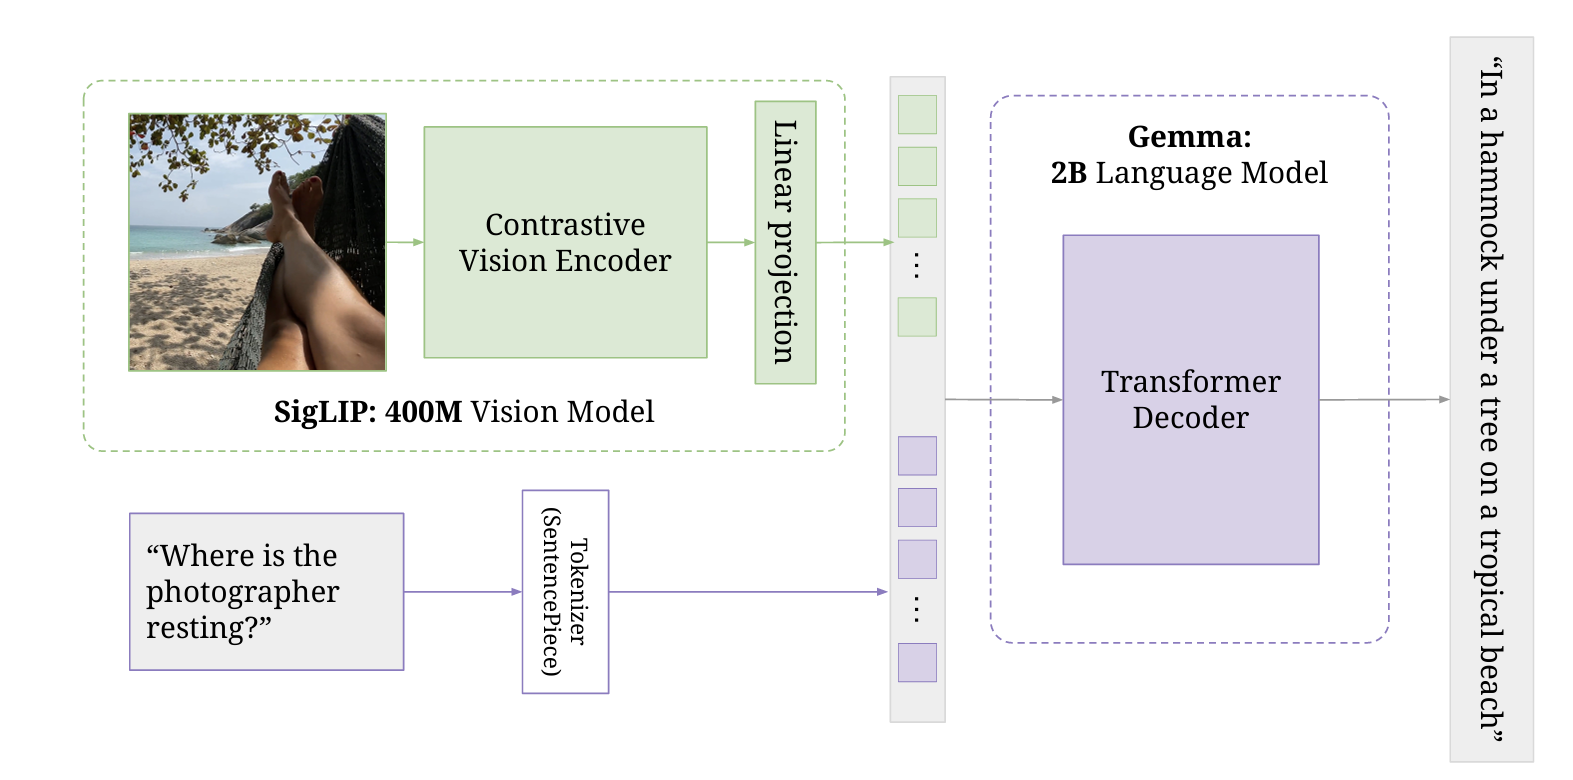 Contrastive
Vision Encoder
Linear projection
SigLIP: 400M Vision Model
“Where is the
photographer
resting?”
Tokenizer
(SentencePiece)
⋮
⋮
Gemma:
2B Language Model
Transformer
Decoder
“In a hammock under a tree on a tropical beach”